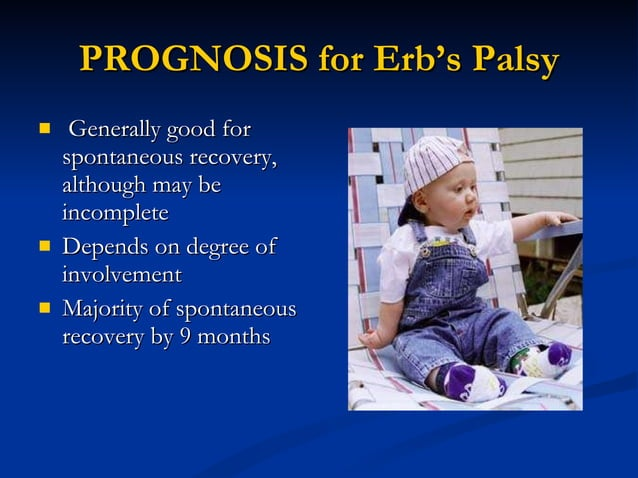 PROGNOSIS for Erb’s Palsy
Generally good for
spontaneous recovery,
although may be
incomplete
Depends on degree of
involvement
Majority of spontaneous
recovery by 9 months